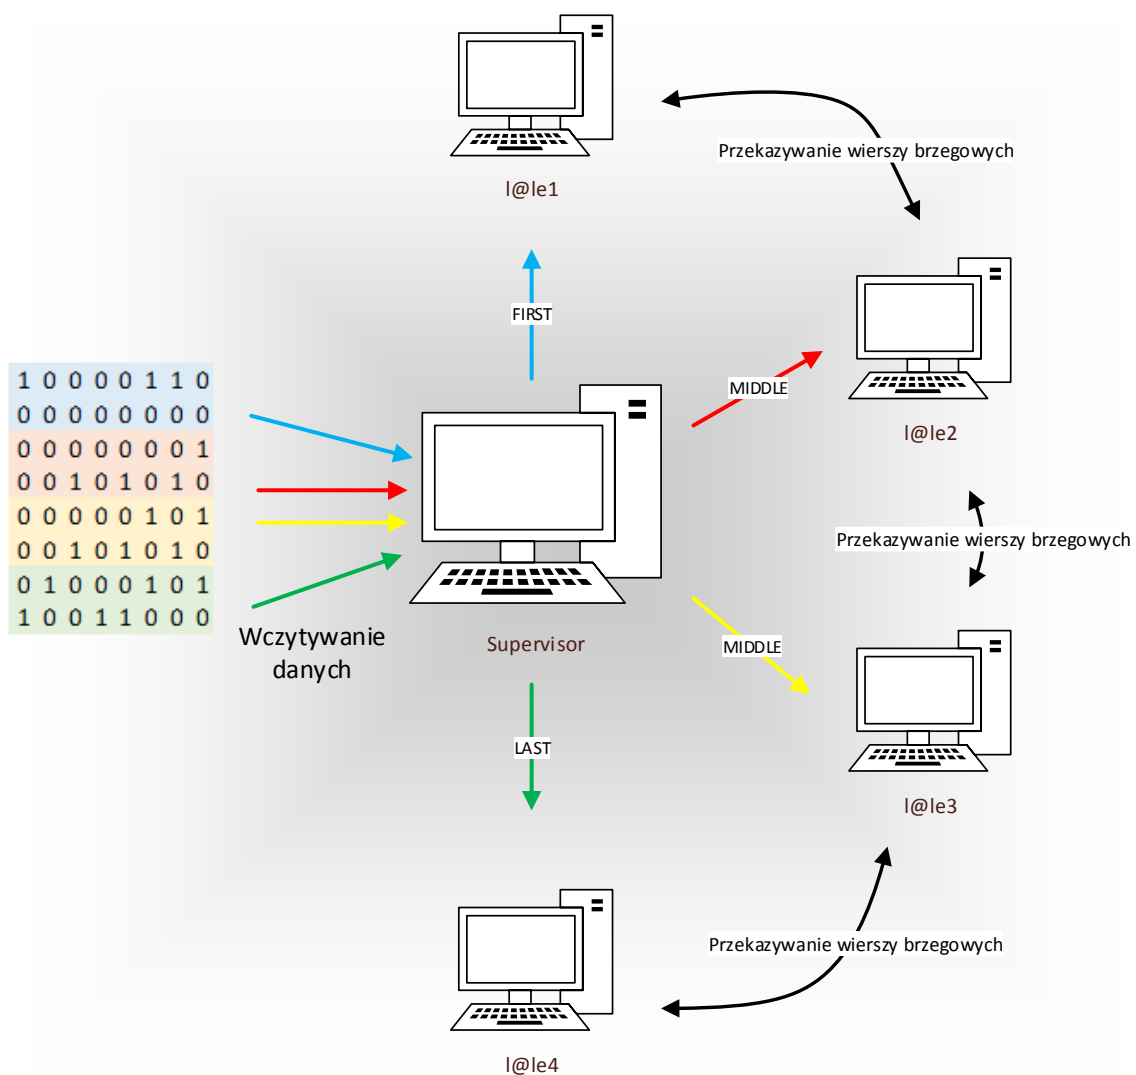 l@le1
Przekazywanie wierszy brzegowych
FIRST
MIDDLE
l@le2
1 0 0 0 0 1 1 0
0 0 0 0 0 0 0 0
0 0 0 0 0 0 0 1
0 0 1 0 1 0 1 0
0 0 0 0 0 1 0 1
0 0 1 0 1 0 1 0
0 1 0 0 0 1 0 1
1 0 0 1 1 0 0 0
Wczytywanie
danych
Supervisor
Przekazywanie wierszy brzegowych
MIDDLE
LAST
l@le3
Przekazywanie wierszy brzegowych
l@le4